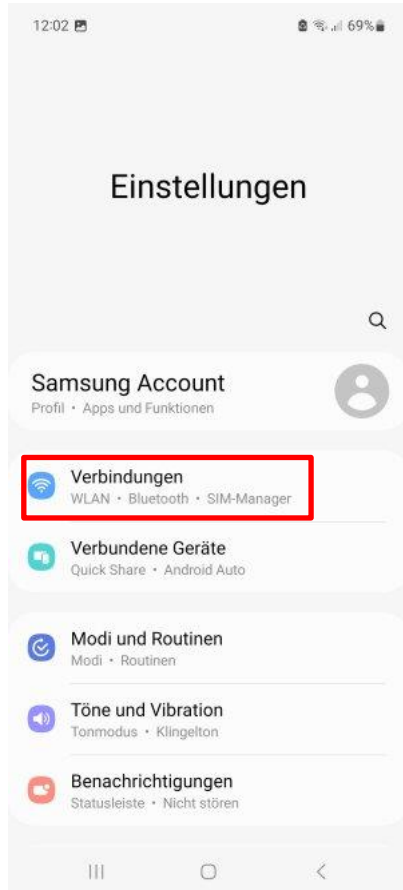 12:02 69%
Einstellungen
Samsung Account
Profil • Apps und Funktionen
Verbindungen
WLAN • Bluetooth • SIM-Manager
Verbundene Geräte
Quick Share • Android Auto
Modi und Routinen
Modi • Routinen
Töne und Vibration
Tonmodus • Klingelton
Benachrichtigungen
Statusleiste • Nicht stören